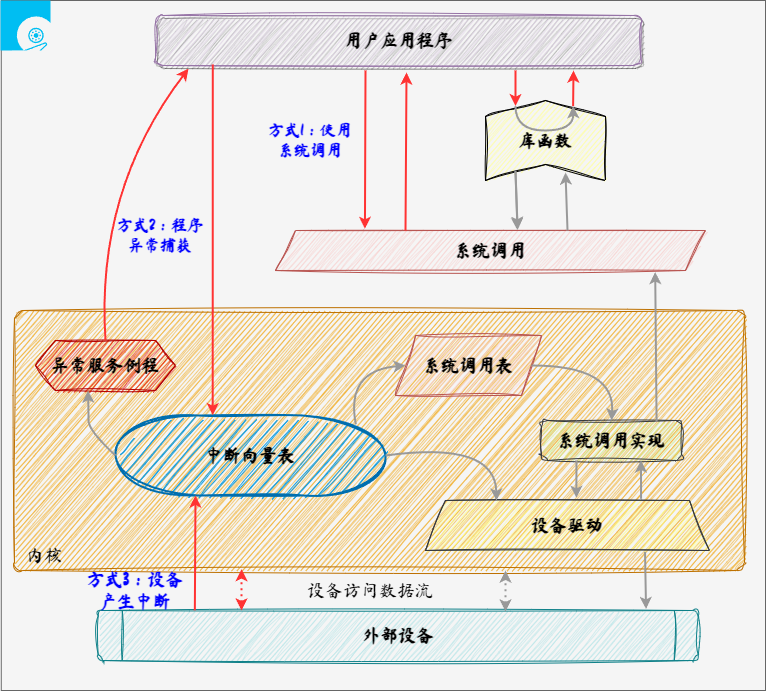 用户应用程序
方式1：使用
系统调用
库函数
方式2：程序
异常捕获
系统调用
异常服务例程
系统调用表
中断向量表
系统调用实现
设备驱动
内核
方式3：设备
产生中断
设备访问数据流
外部设备